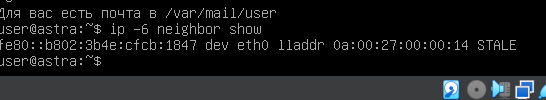 Для вас есть почта в /var/mail/user
user@astra:~$ ip -6 neighbor show
fe80::b802:3b4e:cfcb:1847 dev eth0 lladdr 0a:00:27:00:00:14 STALE
user@astra:~$